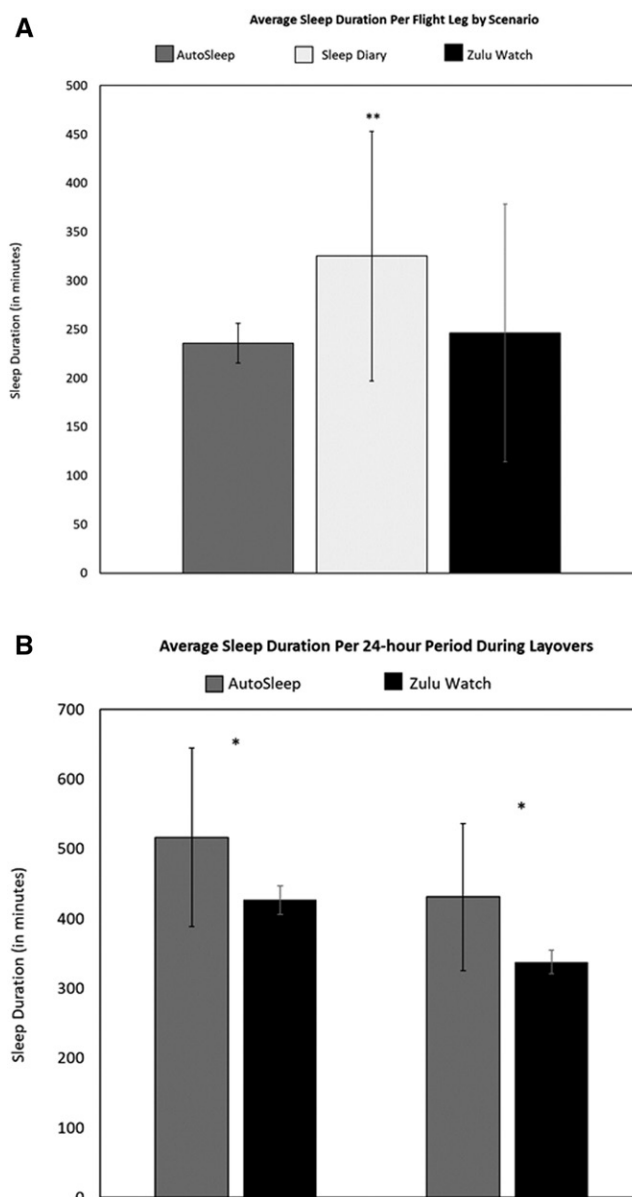 A
Average Sleep Duration Per Flight Leg by Scenario
AutoSleep Sleep Diary Zulu Watch
Sleep Duration (in minutes)
500
450
400
350
300
250
200
150
100
50
0
**
B
Average Sleep Duration Per 24-hour Period During Layovers
AutoSleep Zulu Watch
Sleep Duration (in minutes)
700
600
500
400
300
200
100
0
*
*